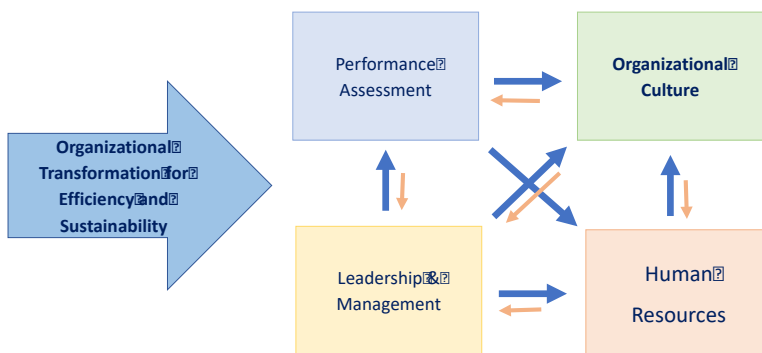 Performance
Assessment
Organizational
Culture
Organizational
Transformation for
Efficiency and
Sustainability
Leadership &
Management
Human
Resources